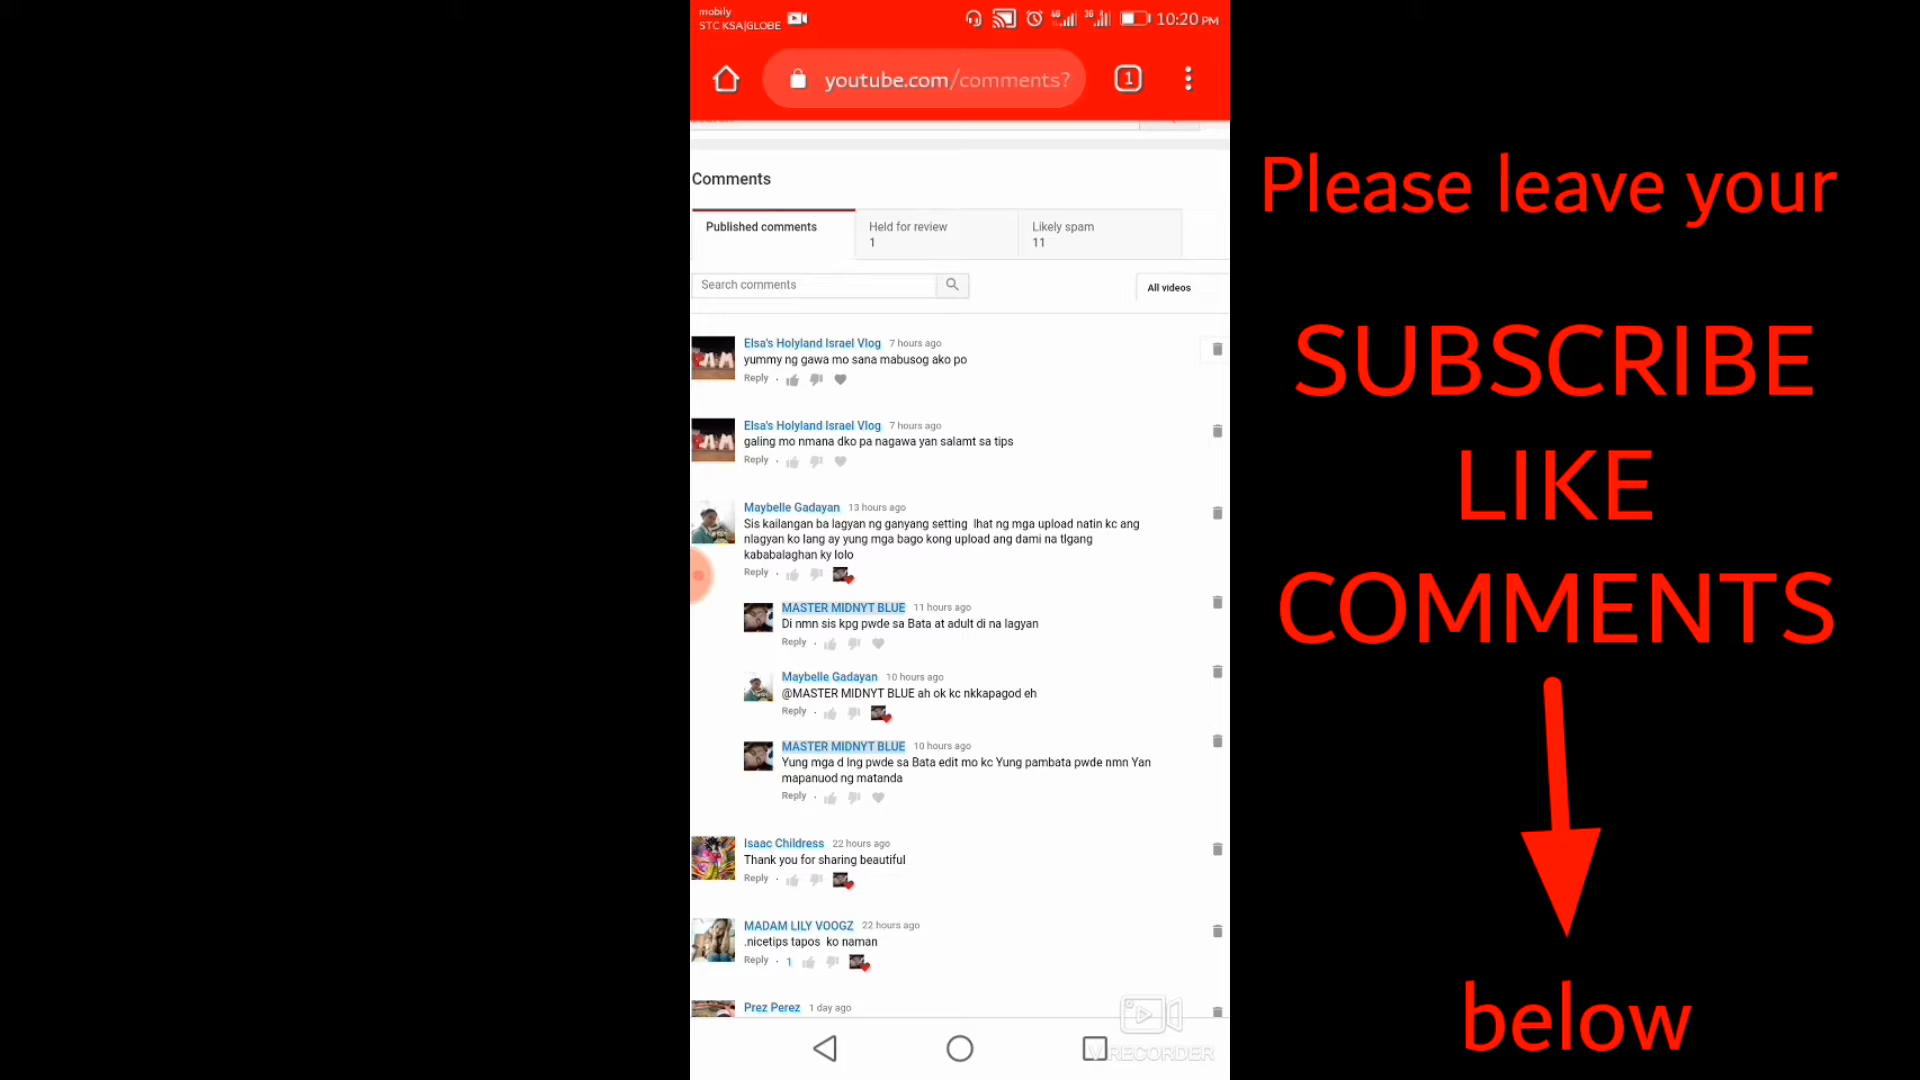 mobily
STC KSA|GLOBE
4G
3G
10:20 PM
youtube.com/comments?
1
Comments
Published comments
Held for review
1
Likely spam
11
Search comments
All videos
Elsa's Holyland Israel Vlog 7 hours ago
yummy ng gawa mo sana mabusog ako po
Reply
Elsa's Holyland Israel Vlog 7 hours ago
galing mo nmana dko pa nagawa yan salamt sa tips
Reply
Maybelle Gadayan 13 hours ago
Sis kailangan ba lagyan ng ganyang setting lhat ng mga upload natin kc ang
nlagyan ko lang ay yung mga bago kong upload ang dami na tlgang
kababalaghan ky lolo
Reply
MASTER MIDNYT BLUE 11 hours ago
Di nmn sis kpg pwde sa Bata at adult di na lagyan
Reply
Maybelle Gadayan 10 hours ago
@MASTER MIDNYT BLUE ah ok kc nkkapagod eh
Reply
MASTER MIDNYT BLUE 10 hours ago
Yung mga d lng pwde sa Bata edit mo kc Yung pambata pwde nmn Yan
mapanuod ng matanda
Reply
Isaac Childress 22 hours ago
Thank you for sharing beautiful
Reply
MADAM LILY VOOGZ 22 hours ago
.nicetips tapos ko naman
Reply 1
Prez Perez 1 day ago
V RECORDER
Please leave your
SUBSCRIBE
LIKE
COMMENTS
below